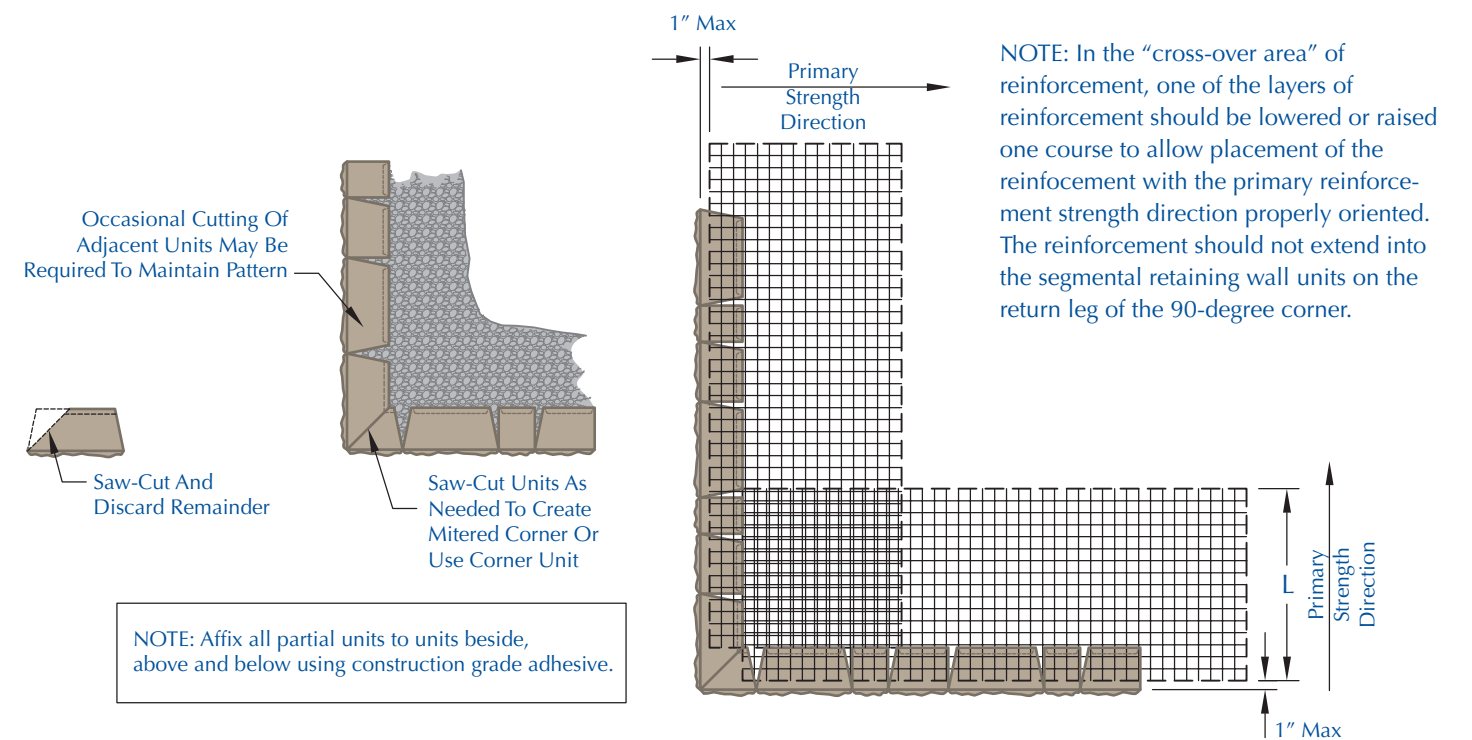 1” Max
Primary
Strength
Direction
NOTE: In the “cross-over area” of
reinforcement, one of the layers of
reinforcement should be lowered or raised
one course to allow placement of the
reinfocement with the primary reinforce-
ment strength direction properly oriented.
The reinforcement should not extend into
the segmental retaining wall units on the
return leg of the 90-degree corner.
Occasional Cutting Of
Adjacent Units May Be
Required To Maintain Pattern
Saw-Cut And
Discard Remainder
Saw-Cut Units As
Needed To Create
Mitered Corner Or
Use Corner Unit
NOTE: Affix all partial units to units beside,
above and below using construction grade adhesive.
L
Primary
Strength
Direction
1” Max